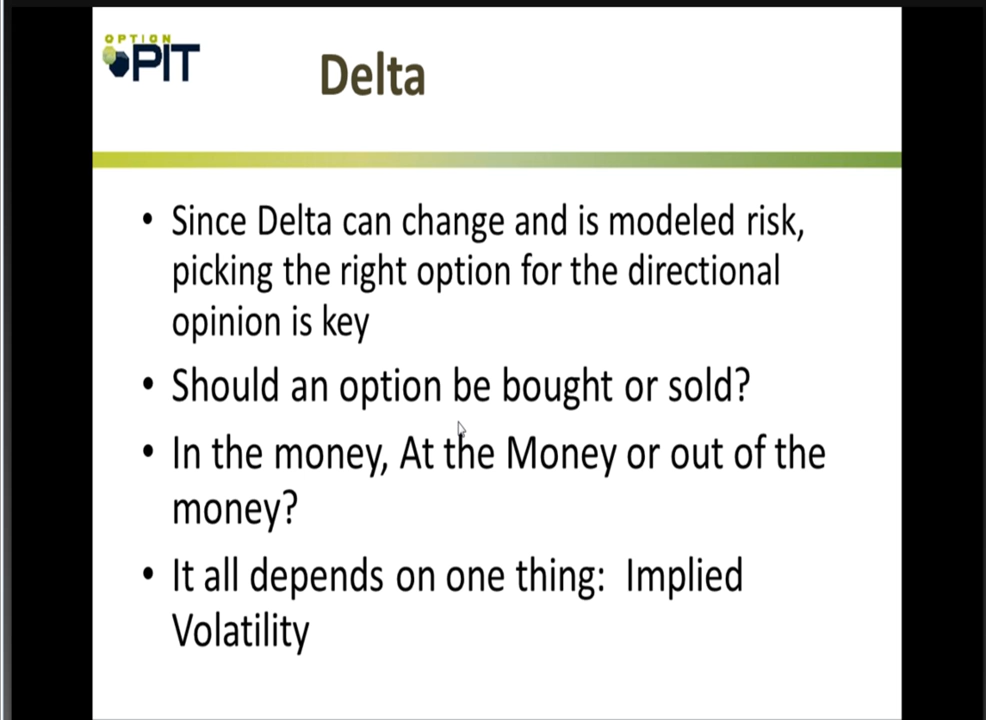 OPTION
PIT
Delta
• Since Delta can change and is modeled risk,
picking the right option for the directional
opinion is key
• Should an option be bought or sold?
• In the money, At the Money or out of the
money?
• It all depends on one thing:  Implied
Volatility